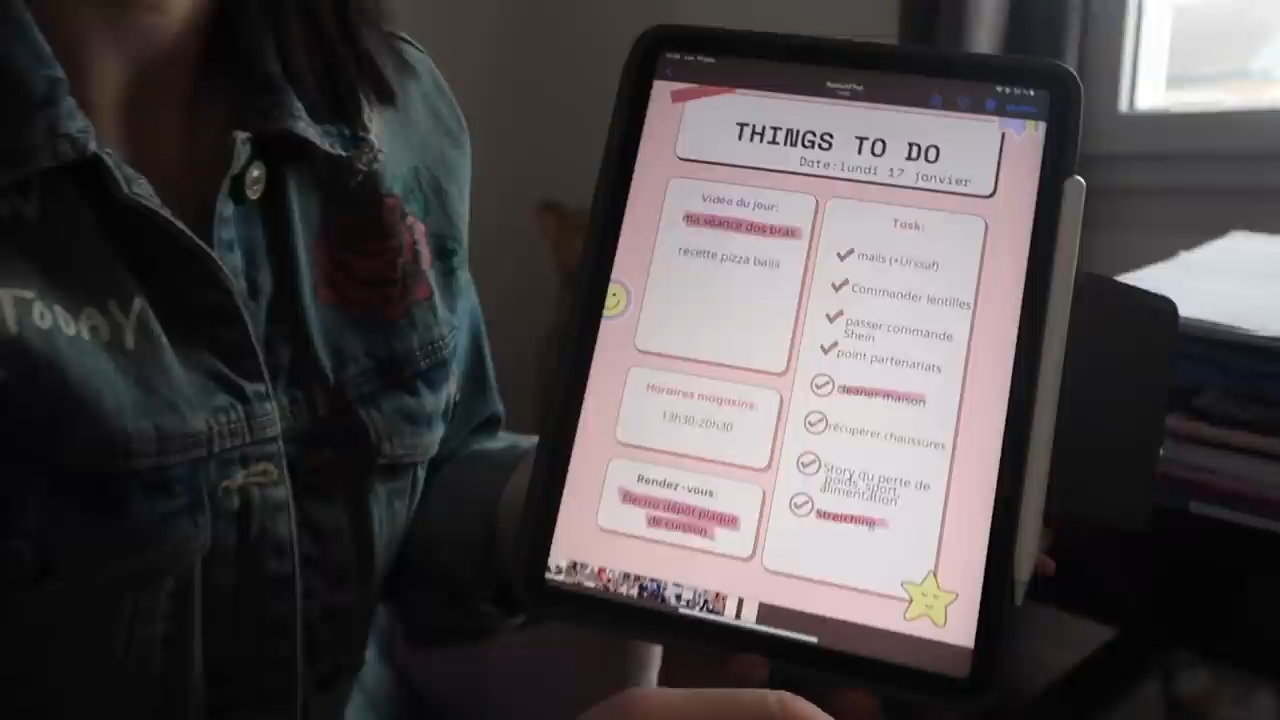 TODAY
THINGS TO DO
Date:lundi 17 janvier
Vidéo du jour:
ma séance dos bras
recette pizza balls
Horaires magasins:
13h30-20h30
Rendez-vous:
Electro dépôt plaque
de cuisson
Task:
mails (+Urssaf)
Commander lentilles
passer commande
Shein
point partenariats
cleaner maison
récupérer chaussures
Story qu perte de
poids, sport,
alimentation
Stretching